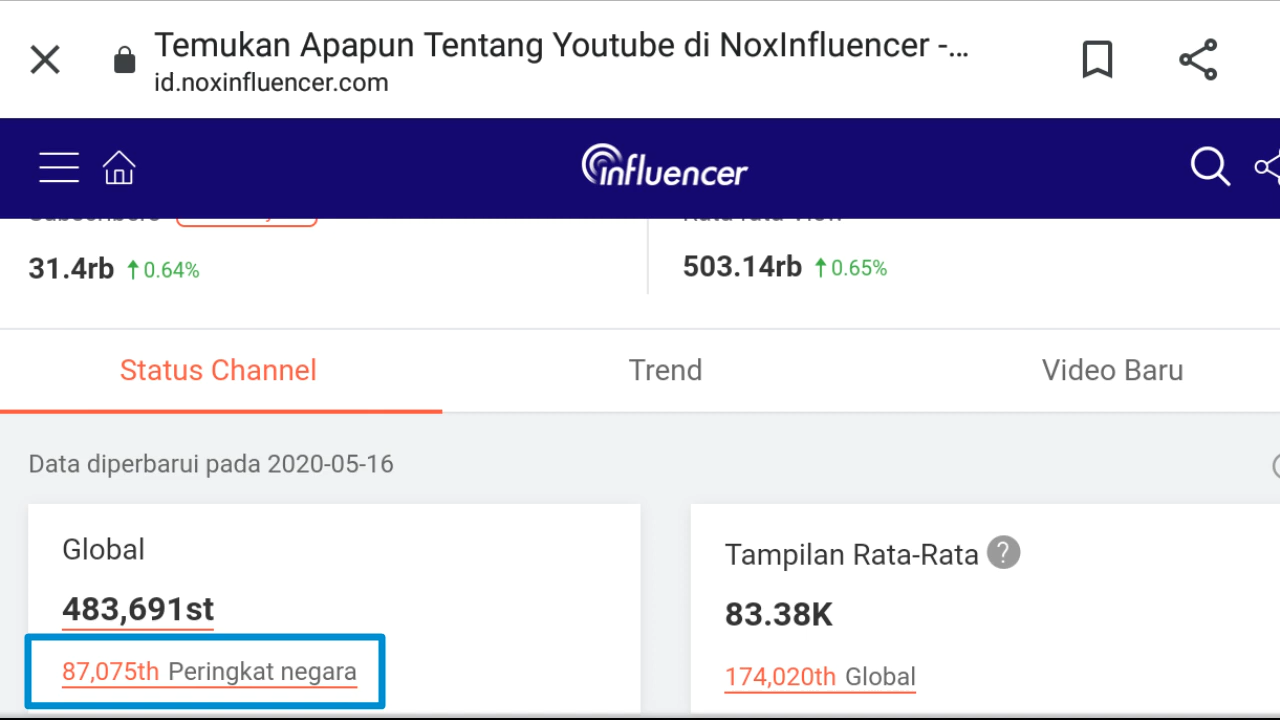 Temukan Apapun Tentang Youtube di NoxInfluencer -...
id.noxinfluencer.com
influencer
31.4rb 0.64%
503.14rb 0.65%
Status Channel
Trend
Video Baru
Data diperbarui pada 2020-05-16
Global
483,691st
87,075th Peringkat negara
Tampilan Rata-Rata ?
83.38K
174,020th Global